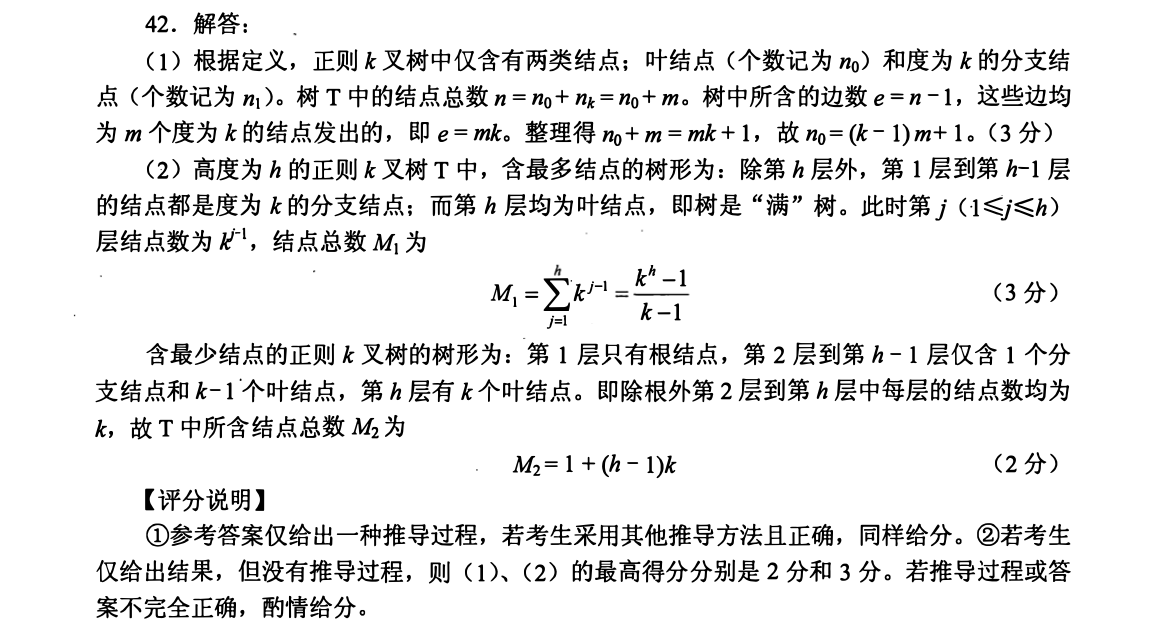 42．解答：
（1）根据定义，正则 k 叉树中仅含有两类结点；叶结点（个数记为 n₀）和度为 k 的分支结
点（个数记为 n₁）。树 T 中的结点总数 n = n₀ + nₖ = n₀ + m。树中所含的边数 e = n − 1，这些边均
为 m 个度为 k 的结点发出的，即 e = mk。整理得 n₀ + m = mk + 1，故 n₀ = (k − 1)m + 1。（3 分）
（2）高度为 h 的正则 k 叉树 T 中，含最多结点的树形为：除第 h 层外，第 1 层到第 h−1 层
的结点都是度为 k 的分支结点；而第 h 层均为叶结点，即树是“满”树。此时第 j（1≤j≤h）
层结点数为 kʲ⁻¹，结点总数 M₁ 为
M₁ = ∑_{j=1}^{h} k^{j−1} = (k^h − 1)/(k − 1) （3 分）
含最少结点的正则 k 叉树的树形为：第 1 层只有根结点，第 2 层到第 h − 1 层仅含 1 个分
支结点和 k−1 个叶结点，第 h 层有 k 个叶结点。即除根外第 2 层到第 h 层中每层的结点数均为
k，故 T 中所含结点总数 M₂ 为
M₂ = 1 + (h − 1)k （2 分）
【评分说明】
①参考答案仅给出一种推导过程，若考生采用其他推导方法且正确，同样给分。②若考生
仅给出结果，但没有推导过程，则（1）、（2）的最高得分分别是 2 分和 3 分。若推导过程或答
案不完全正确，酌情给分。